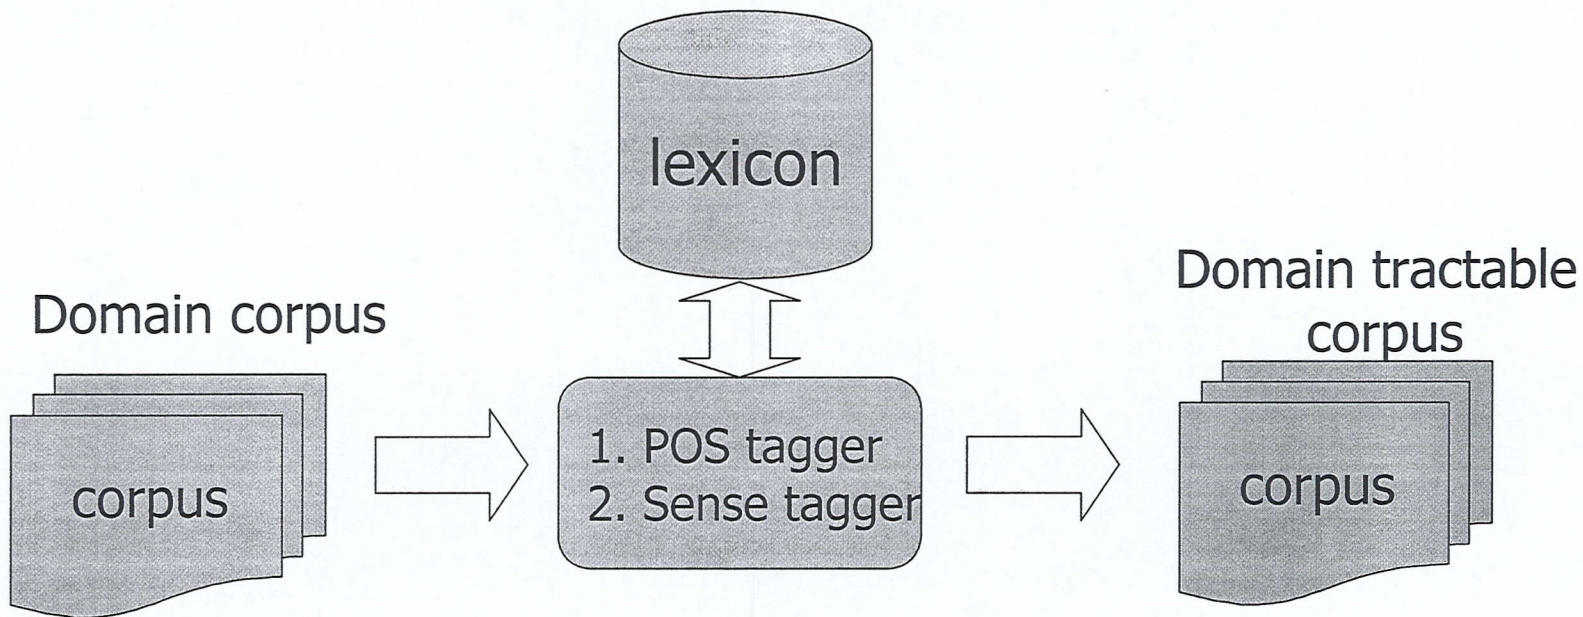 lexicon
Domain corpus
corpus
1. POS tagger
2. Sense tagger
Domain tractable
corpus
corpus